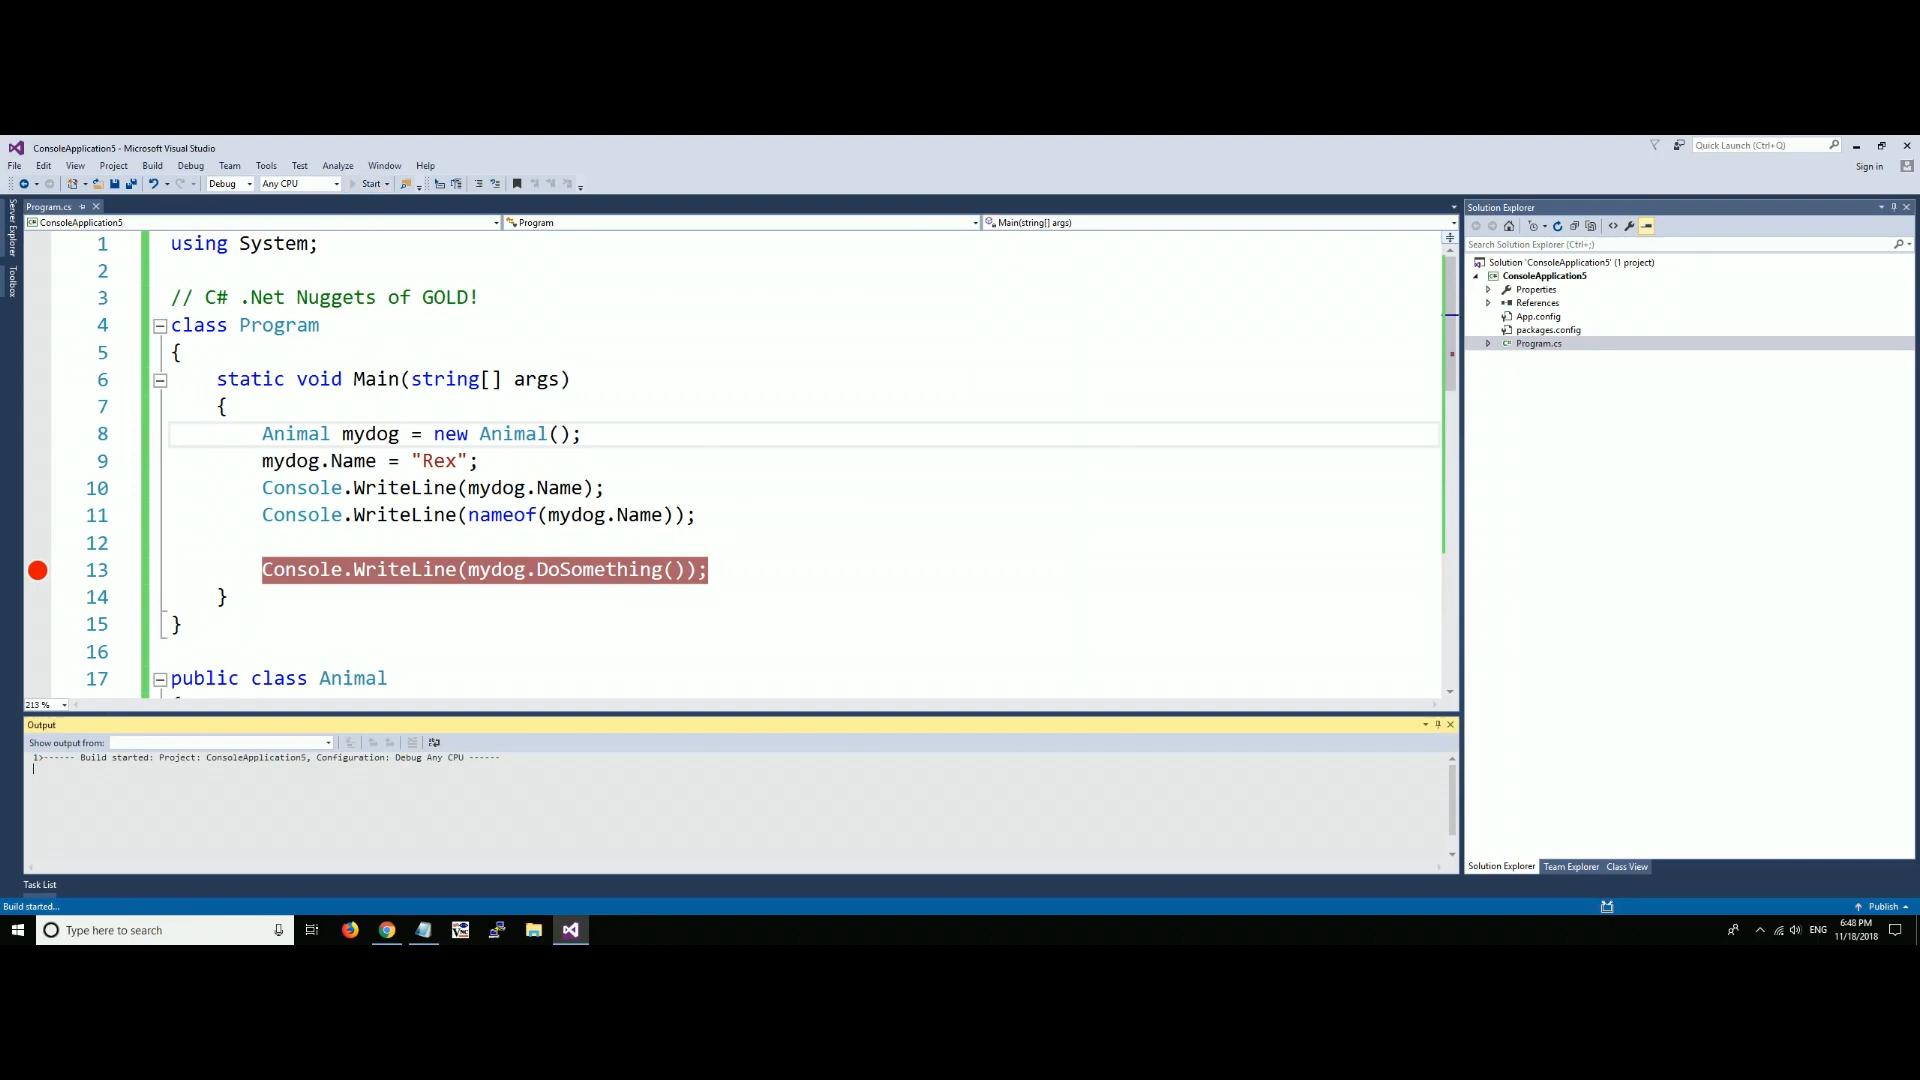 ConsoleApplication5 - Microsoft Visual Studio
Quick Launch (Ctrl+Q)
File Edit View Project Build Debug Team Tools Test Analyze Window Help
Sign in
Debug Any CPU Start
Server Explorer
Toolbox
Program.cs
ConsoleApplication5 Program Main(string[] args)
1 using System;
2
3 // C# .Net Nuggets of GOLD!
4 class Program
5 {
6 static void Main(string[] args)
7 {
8 Animal mydog = new Animal();
9 mydog.Name = "Rex";
10 Console.WriteLine(mydog.Name);
11 Console.WriteLine(nameof(mydog.Name));
12
13 Console.WriteLine(mydog.DoSomething());
14 }
15 }
16
17 public class Animal
213 %
Output
Show output from:
1>------ Build started: Project: ConsoleApplication5, Configuration: Debug Any CPU ------
Task List
Solution Explorer
Search Solution Explorer (Ctrl+;)
Solution 'ConsoleApplication5' (1 project)
ConsoleApplication5
Properties
References
App.config
packages.config
Program.cs
Solution Explorer Team Explorer Class View
Build started...
Publish
Type here to search
ENG
6:48 PM
11/18/2018